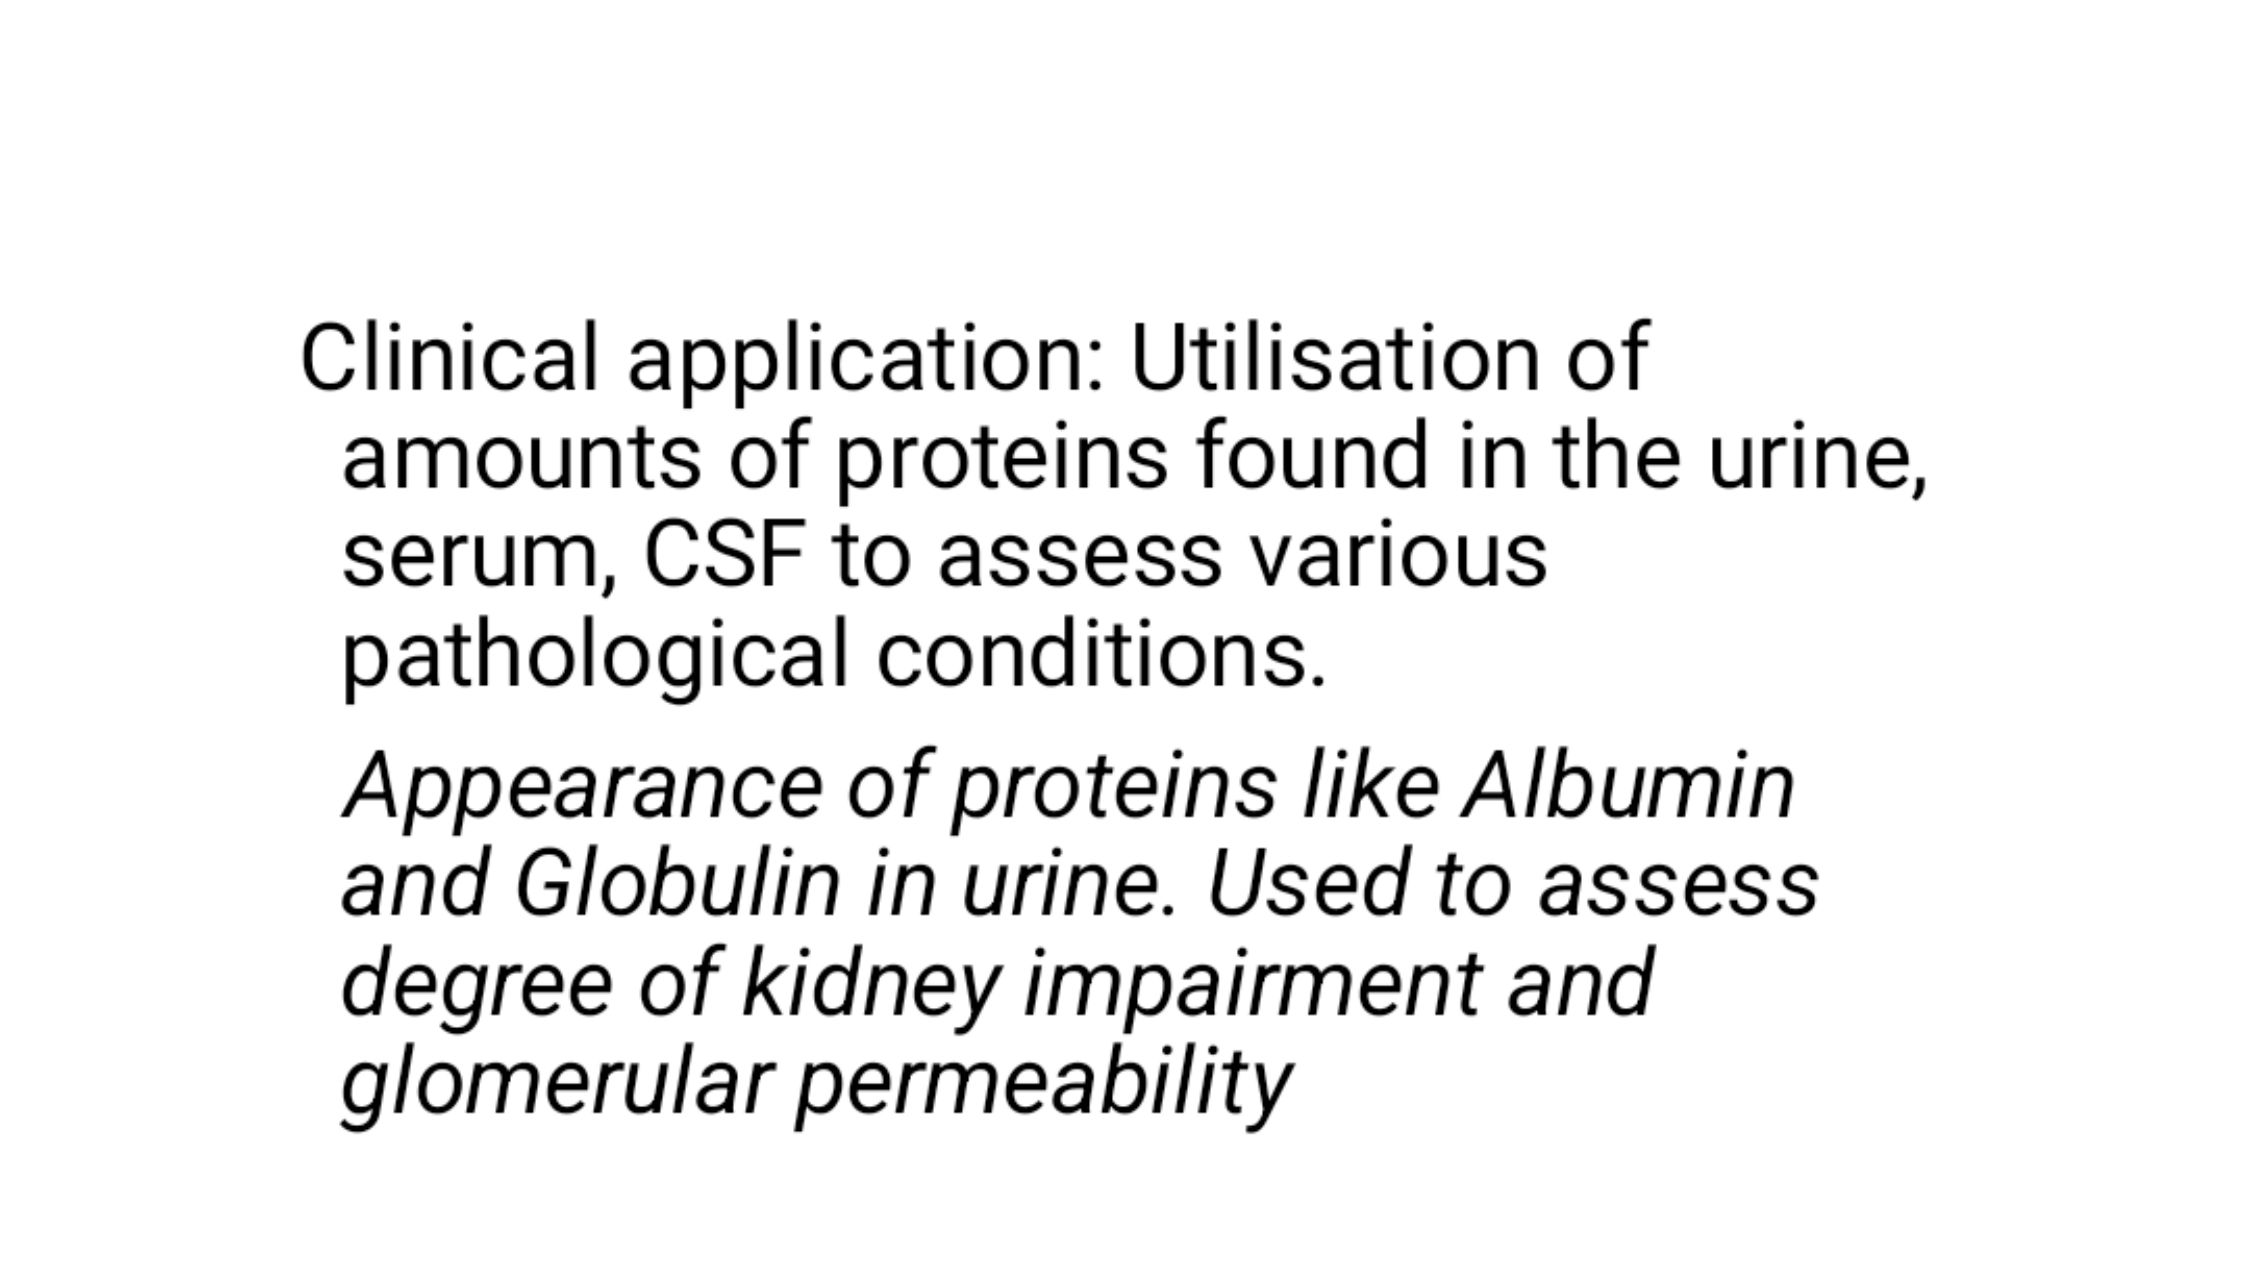 Clinical application: Utilisation of
amounts of proteins found in the urine,
serum, CSF to assess various
pathological conditions.
Appearance of proteins like Albumin
and Globulin in urine. Used to assess
degree of kidney impairment and
glomerular permeability